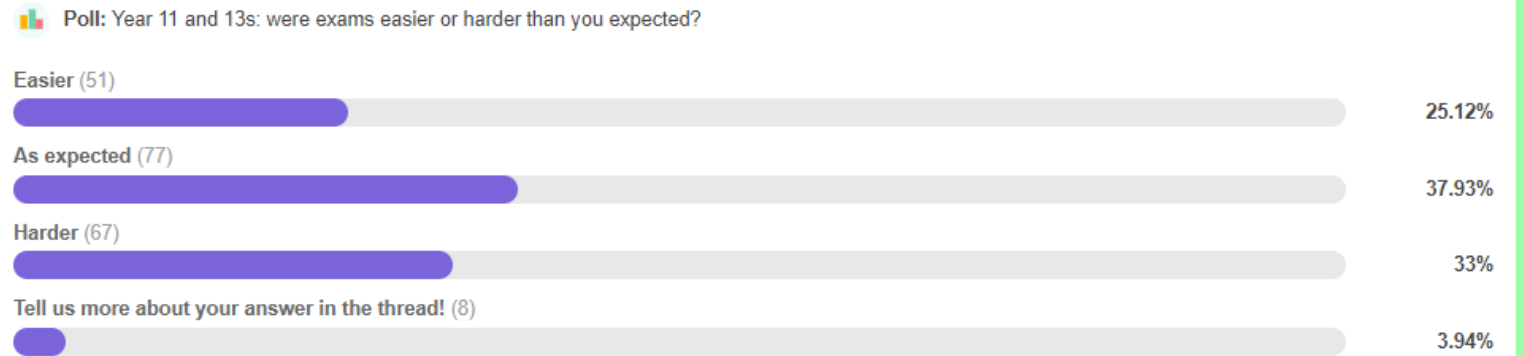 Poll: Year 11 and 13s: were exams easier or harder than you expected?
Easier (51)
25.12%
As expected (77)
37.93%
Harder (67)
33%
Tell us more about your answer in the thread! (8)
3.94%